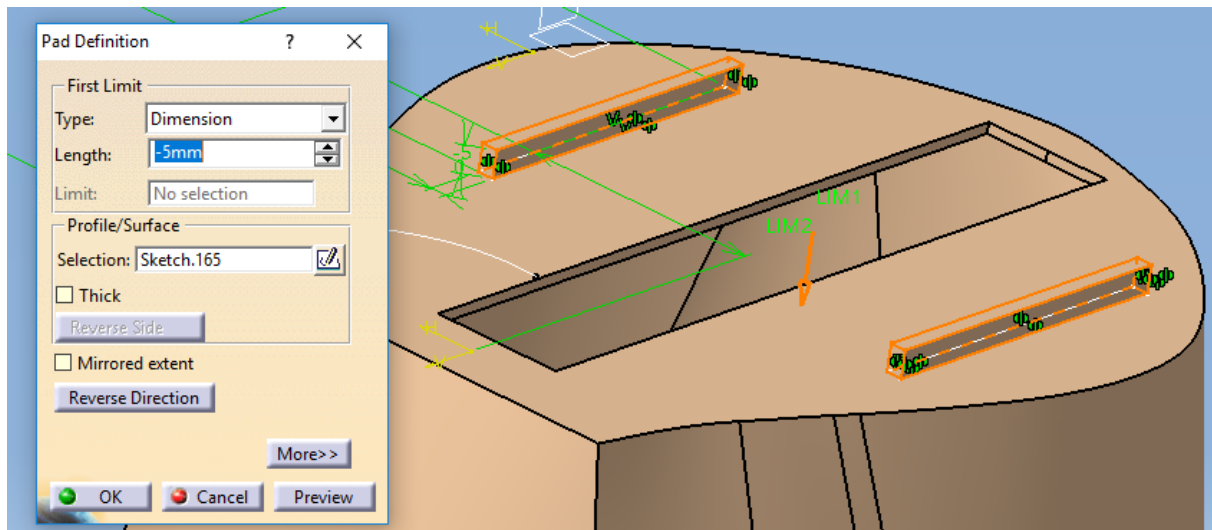 Pad Definition ? ×
First Limit
Type: Dimension
Length: -5mm
Limit: No selection
Profile/Surface
Selection: Sketch.165
Thick
Reverse Side
Mirrored extent
Reverse Direction
More>>
OK Cancel Preview
LIM1
LIM2